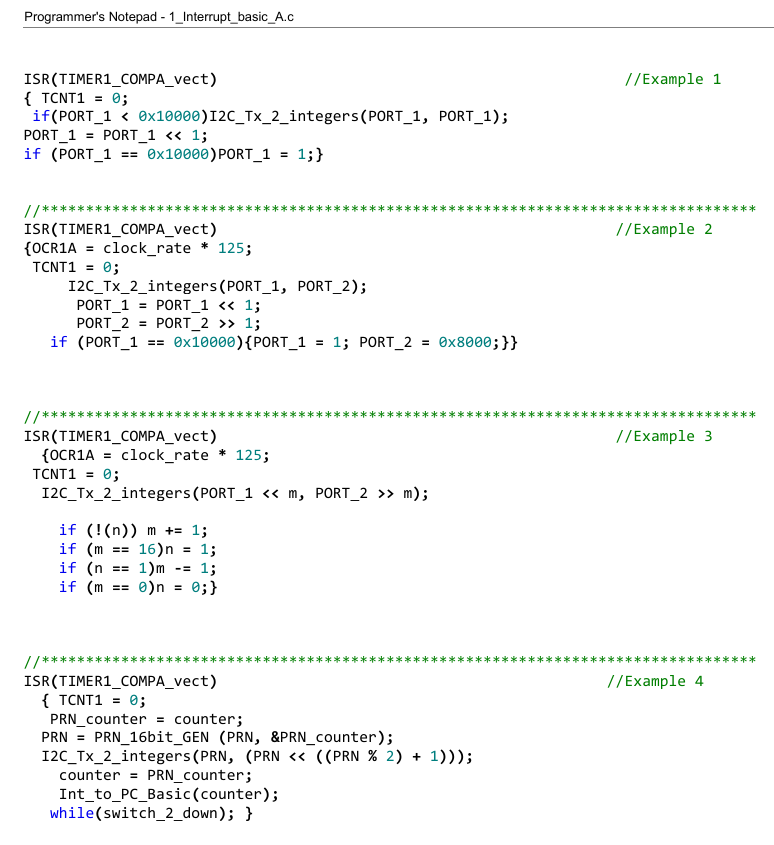 Programmer's Notepad - 1_Interrupt_basic_A.c
ISR(TIMER1_COMPA_vect) //Example 1
{ TCNT1 = 0;
if(PORT_1 < 0x10000)I2C_Tx_2_integers(PORT_1, PORT_1);
PORT_1 = PORT_1 << 1;
if (PORT_1 == 0x10000)PORT_1 = 1;}
//*********************************************************************************
ISR(TIMER1_COMPA_vect) //Example 2
{OCR1A = clock_rate * 125;
TCNT1 = 0;
I2C_Tx_2_integers(PORT_1, PORT_2);
PORT_1 = PORT_1 << 1;
PORT_2 = PORT_2 >> 1;
if (PORT_1 == 0x10000){PORT_1 = 1; PORT_2 = 0x8000;}}
//*********************************************************************************
ISR(TIMER1_COMPA_vect) //Example 3
{OCR1A = clock_rate * 125;
TCNT1 = 0;
I2C_Tx_2_integers(PORT_1 << m, PORT_2 >> m);
if (!(n)) m += 1;
if (m == 16)n = 1;
if (n == 1)m -= 1;
if (m == 0)n = 0;}
//*********************************************************************************
ISR(TIMER1_COMPA_vect) //Example 4
{ TCNT1 = 0;
PRN_counter = counter;
PRN = PRN_16bit_GEN (PRN, &PRN_counter);
I2C_Tx_2_integers(PRN, (PRN << ((PRN % 2) + 1)));
counter = PRN_counter;
Int_to_PC_Basic(counter);
while(switch_2_down); }